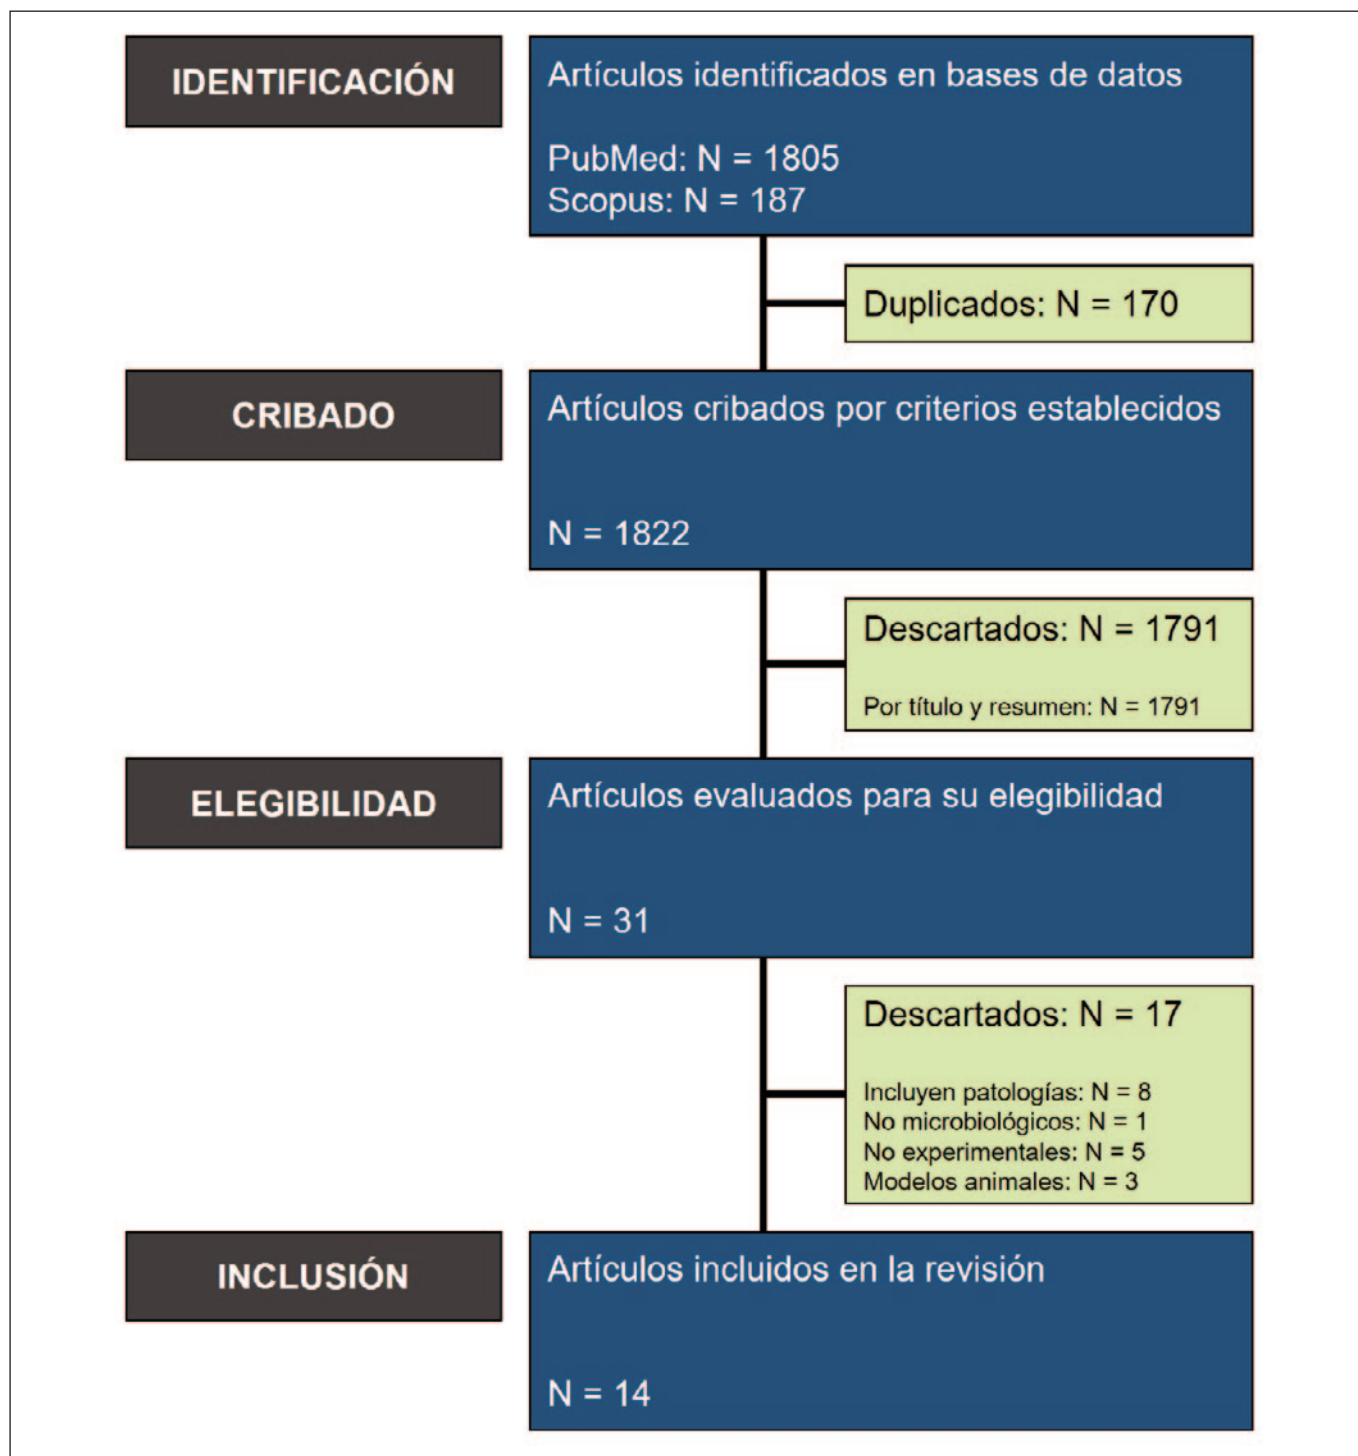 IDENTIFICACIÓN
Artículos identificados en bases de datos
PubMed: N = 1805
Scopus: N = 187
Duplicados: N = 170
CRIBADO
Artículos cribados por criterios establecidos
N = 1822
Descartados: N = 1791
Por título y resumen: N = 1791
ELEGIBILIDAD
Artículos evaluados para su elegibilidad
N = 31
Descartados: N = 17
Incluyen patologías: N = 8
No microbiológicos: N = 1
No experimentales: N = 5
Modelos animales: N = 3
INCLUSIÓN
Artículos incluidos en la revisión
N = 14